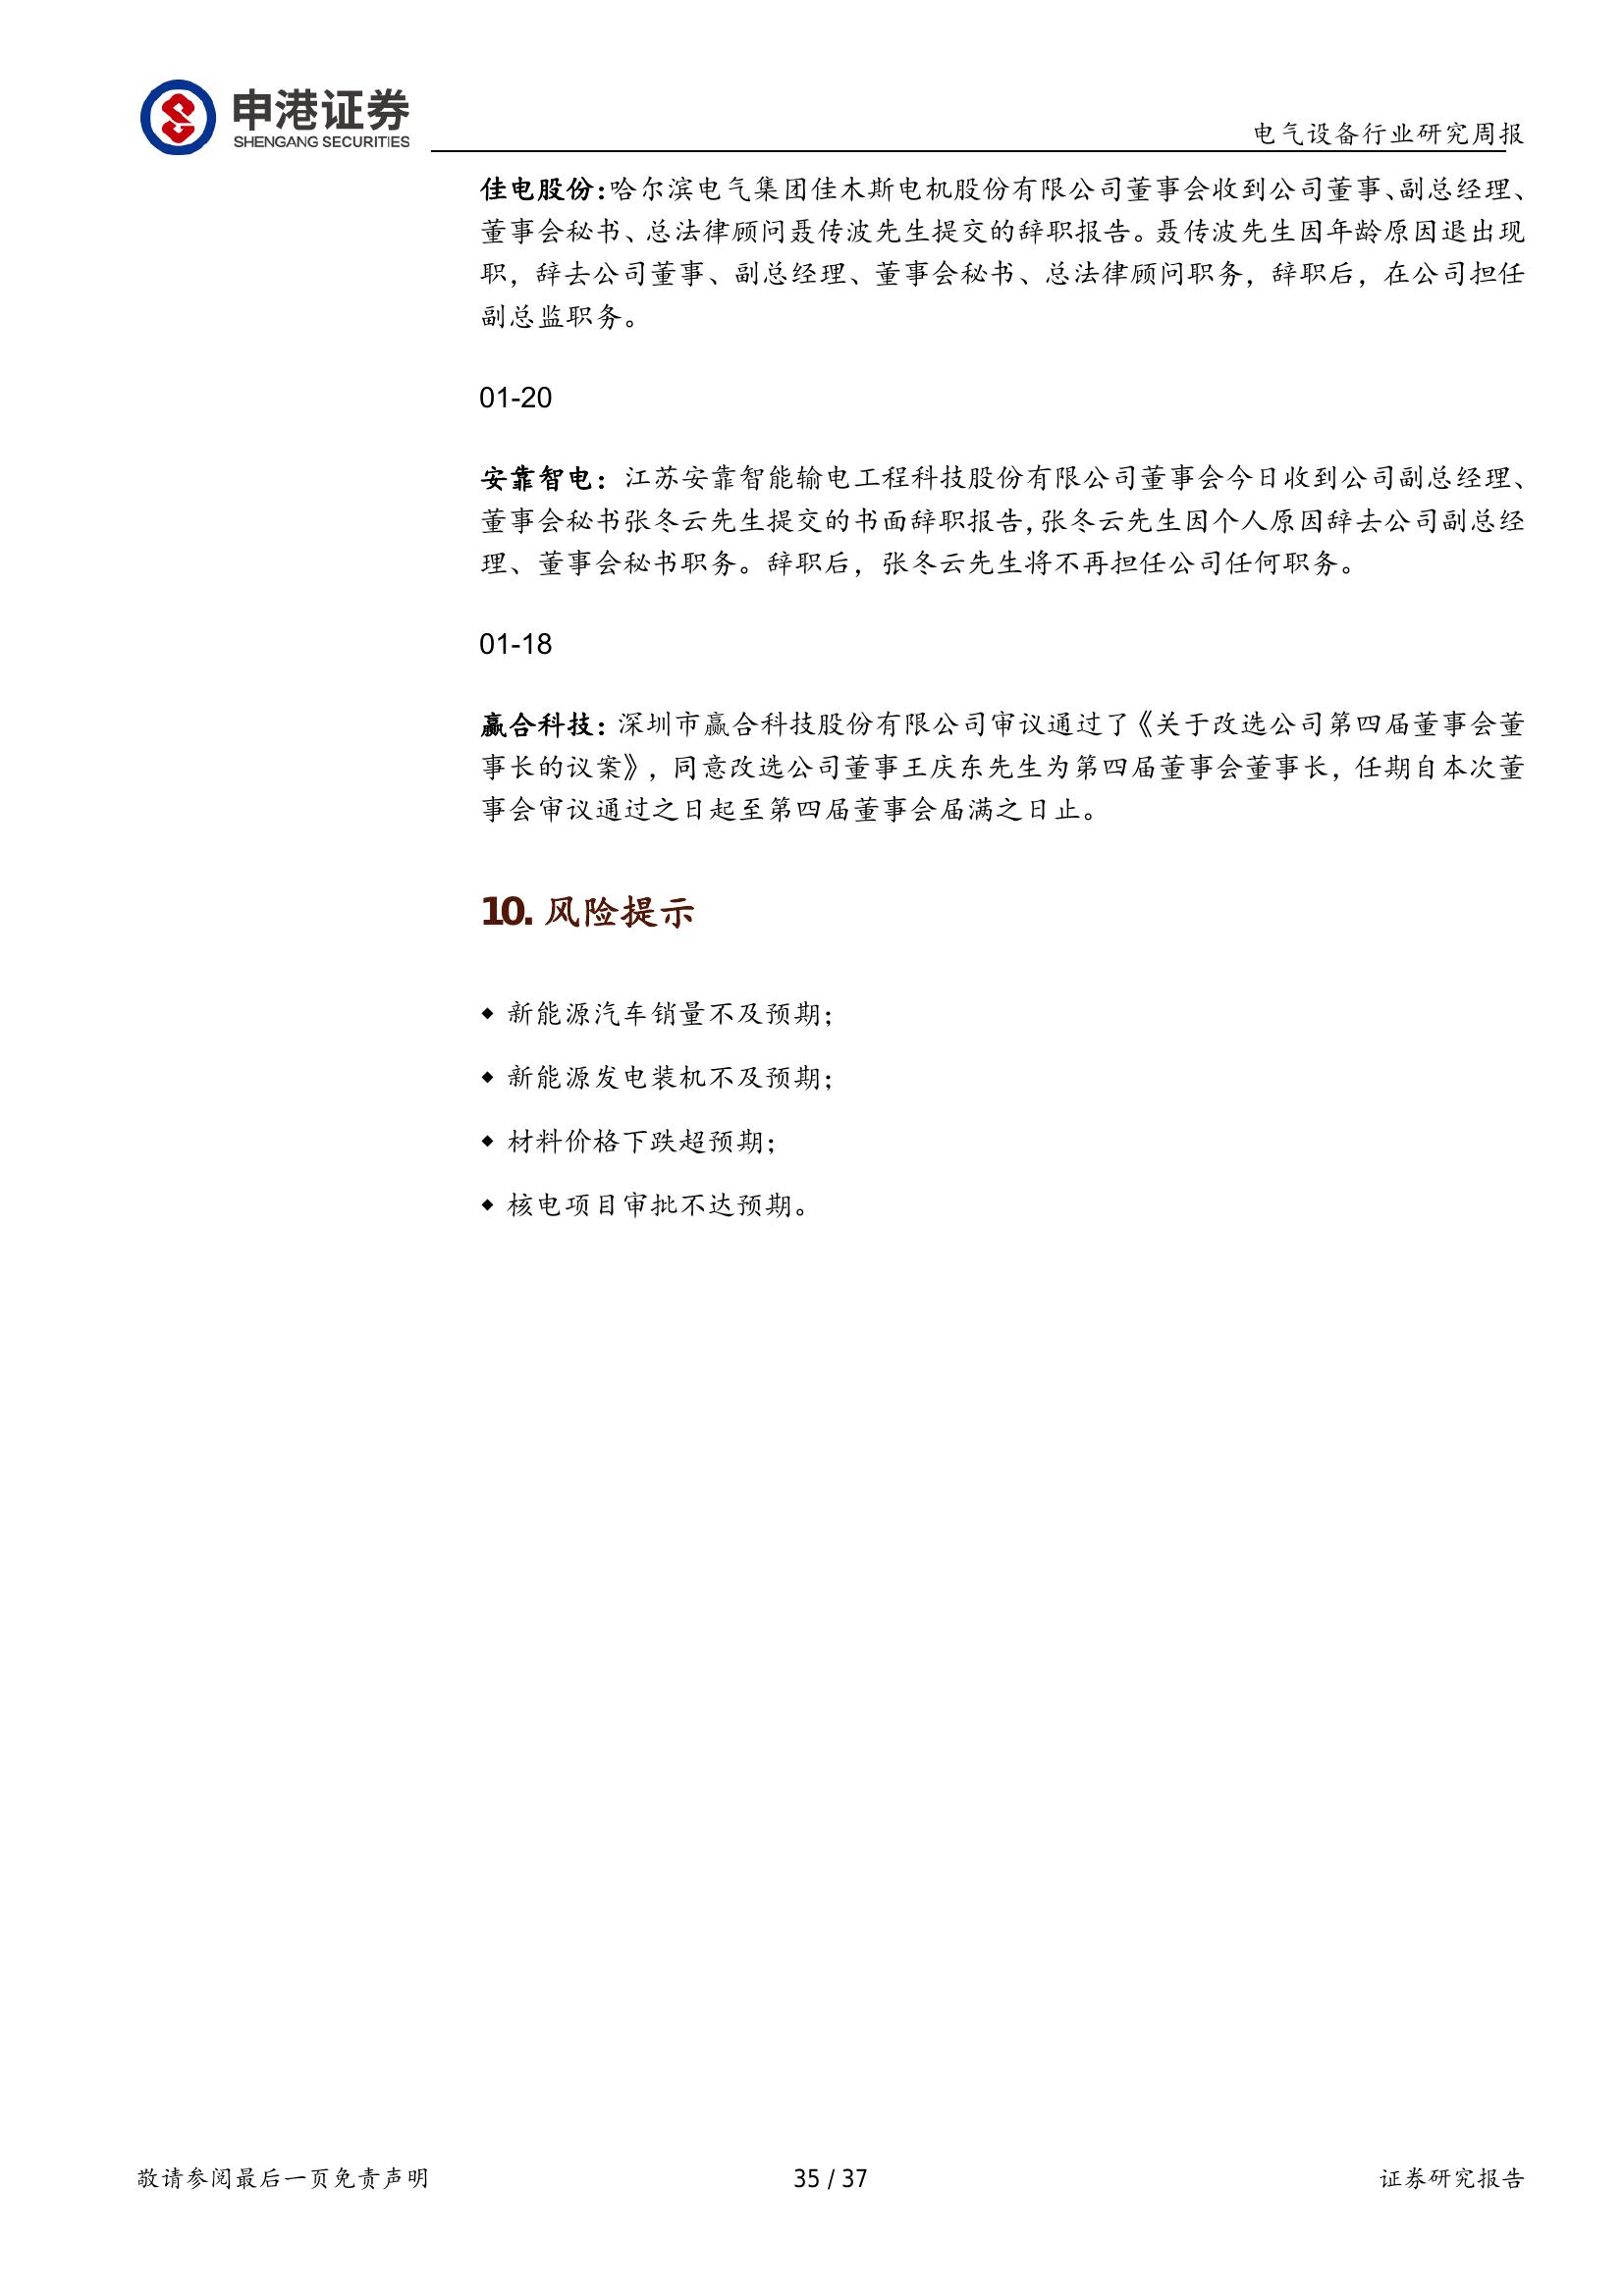 申港证券
SHENGANG SECURITIES
电气设备行业研究周报
佳电股份：哈尔滨电气集团佳木斯电机股份有限公司董事会收到公司董事、副总经理、
董事会秘书、总法律顾问聂传波先生提交的辞职报告。聂传波先生因年龄原因退出现
职，辞去公司董事、副总经理、董事会秘书、总法律顾问职务，辞职后，在公司担任
副总监职务。
01-20
安靠智电：江苏安靠智能输电工程科技股份有限公司董事会今日收到公司副总经理、
董事会秘书张冬云先生提交的书面辞职报告，张冬云先生因个人原因辞去公司副总经
理、董事会秘书职务。辞职后，张冬云先生将不再担任公司任何职务。
01-18
赢合科技：深圳市赢合科技股份有限公司审议通过了《关于改选公司第四届董事会董
事长的议案》，同意改选公司董事王庆东先生为第四届董事会董事长，任期自本次董
事会审议通过之日起至第四届董事会届满之日止。
10. 风险提示
◆ 新能源汽车销量不及预期；
◆ 新能源发电装机不及预期；
◆ 材料价格下跌超预期；
◆ 核电项目审批不达预期。
敬请参阅最后一页免责声明
35 / 37
证券研究报告